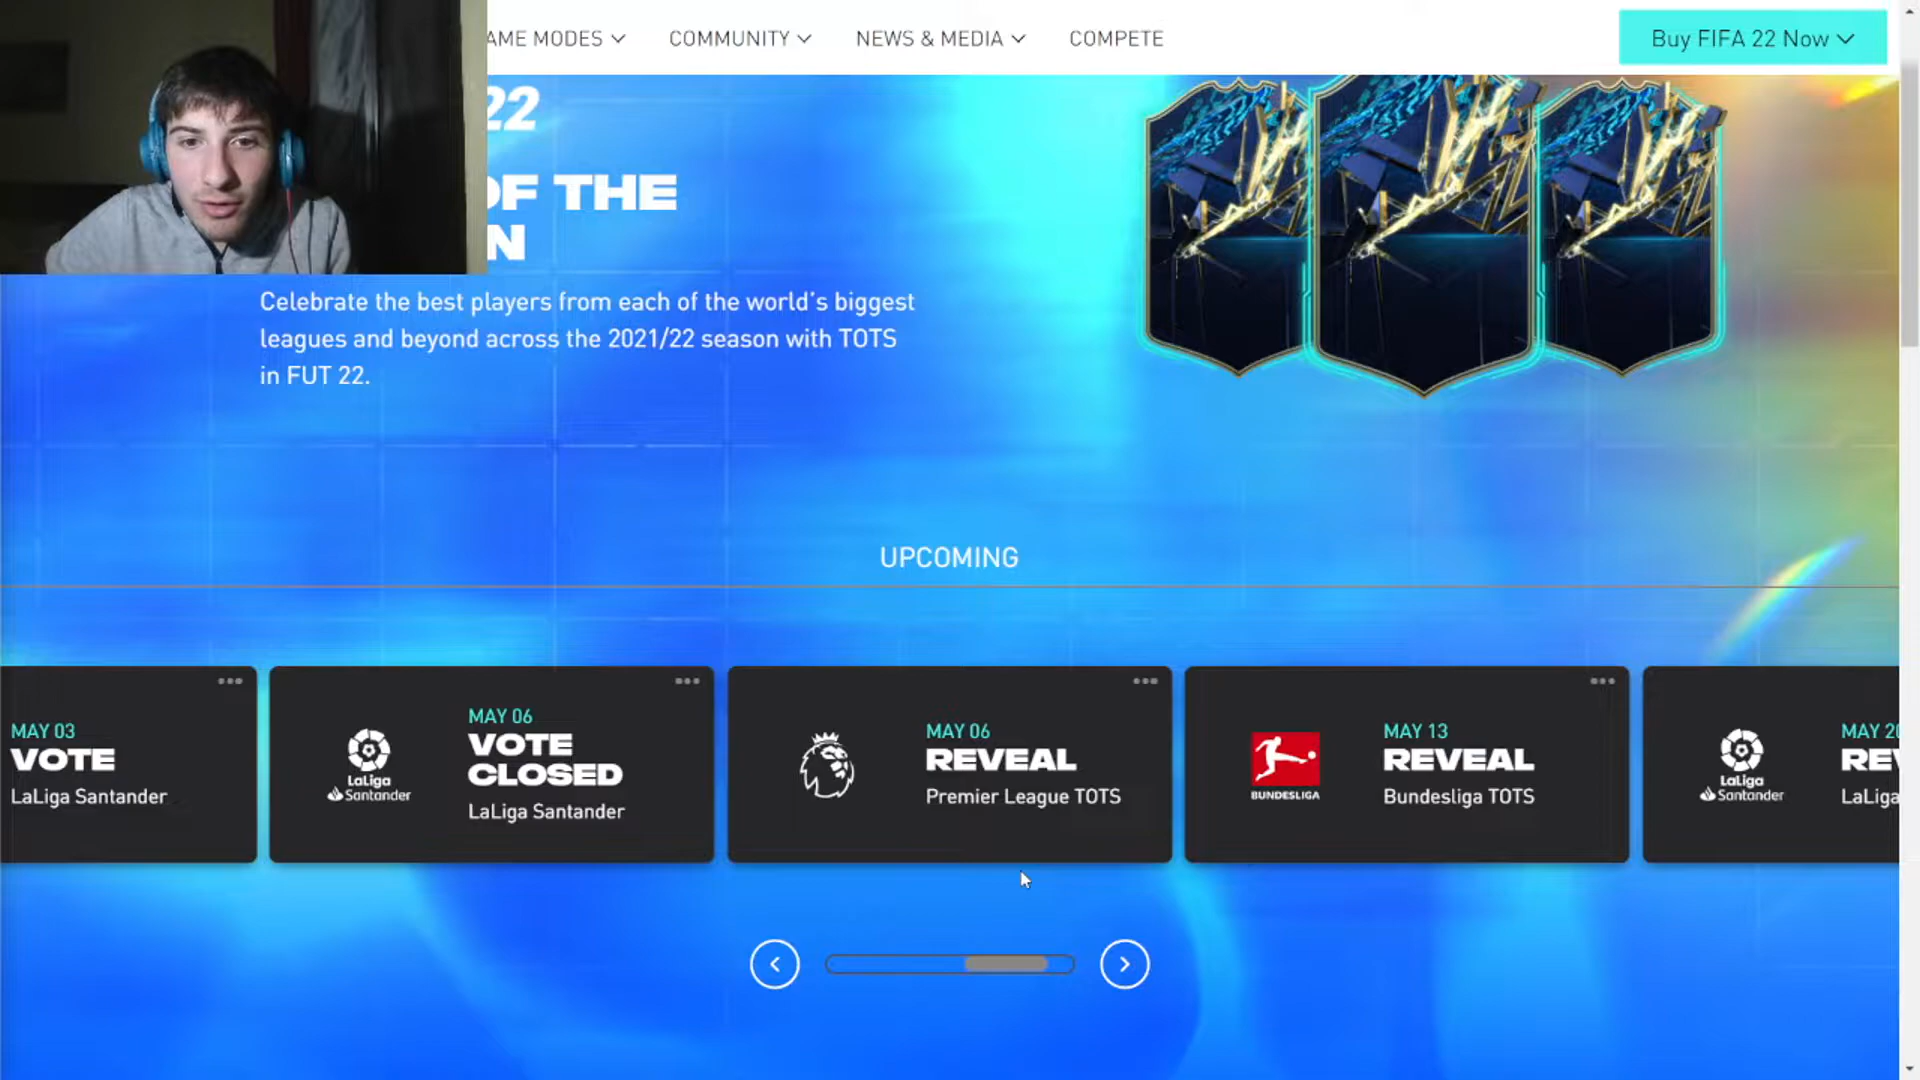 AME MODES
COMMUNITY
NEWS & MEDIA
COMPETE
Buy FIFA 22 Now
22
OF THE
N
Celebrate the best players from each of the world's biggest
leagues and beyond across the 2021/22 season with TOTS
in FUT 22.
UPCOMING
MAY 03
VOTE
LaLiga Santander
LaLiga
Santander
MAY 06
VOTE
CLOSED
LaLiga Santander
MAY 06
REVEAL
Premier League TOTS
BUNDESLIGA
MAY 13
REVEAL
Bundesliga TOTS
LaLiga
Santander
MAY 20
REV
LaLiga